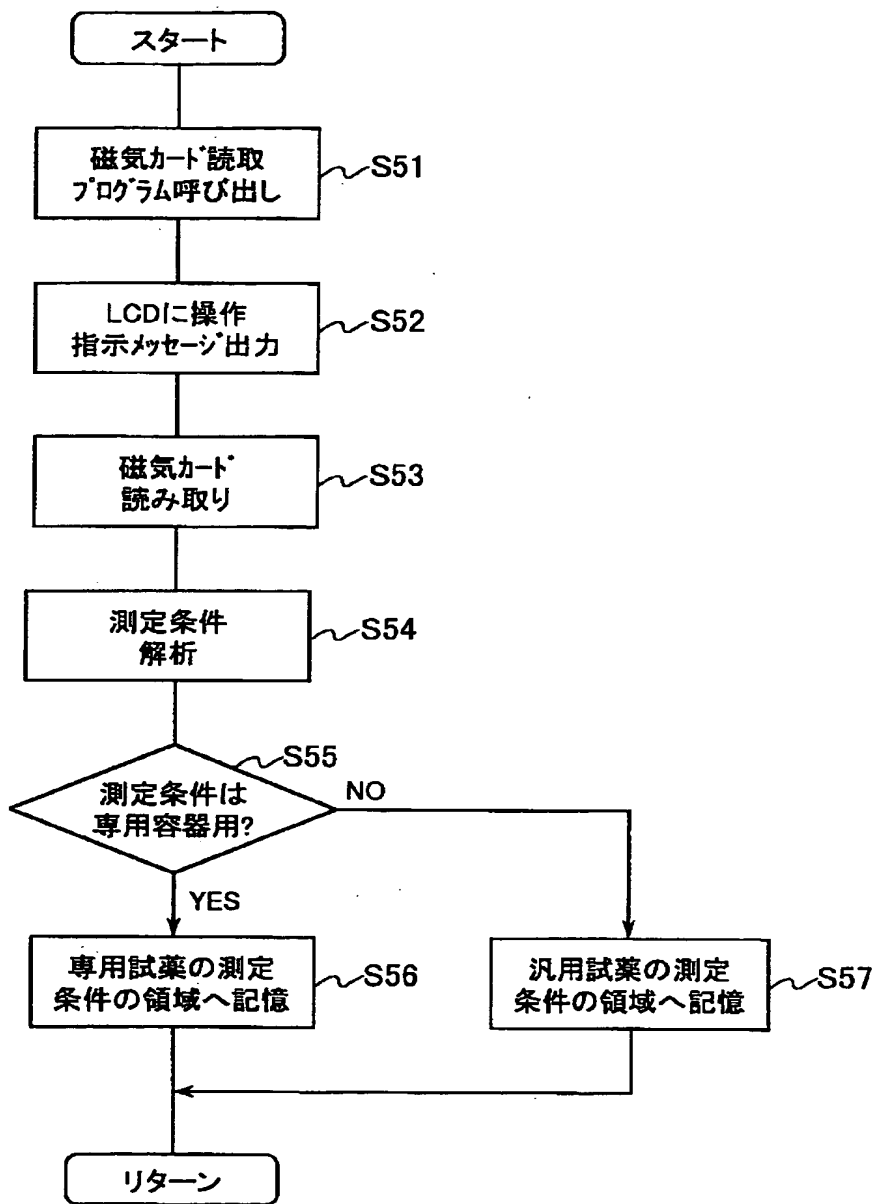 スタート
磁気ｶｰﾄﾞ読取
ﾌﾟﾛｸﾞﾗﾑ呼び出し
S51
LCDに操作
指示ﾒｯｾｰｼﾞ出力
S52
磁気ｶｰﾄﾞ
読み取り
S53
測定条件
解析
S54
S55
測定条件は
専用容器用?
NO
YES
専用試薬の測定
条件の領域へ記憶
S56
汎用試薬の測定
条件の領域へ記憶
S57
リターン